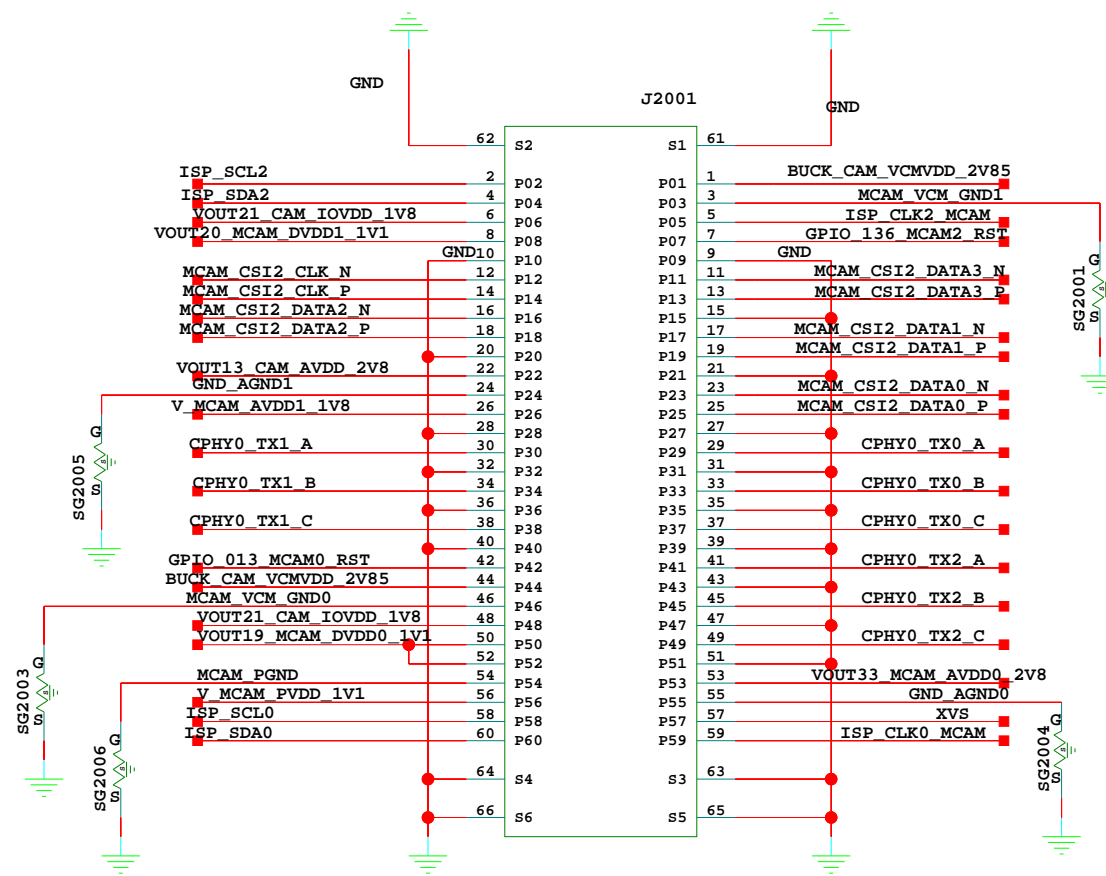 GND
GND
J2001
62 S2 S1 61
ISP_SCL2 2 P02 P01 1 BUCK_CAM_VCMVDD_2V85
ISP_SDA2 4 P04 P03 3 MCAM_VCM_GND1
VOUT21_CAM_IOVDD_1V8 6 P06 P05 5 ISP_CLK2_MCAM
VOUT20_MCAM_DVDD1_1V1 8 P08 P07 7 GPIO_136_MCAM2_RST
GND 10 P10 P09 9 GND
MCAM_CSI2_CLK_N 12 P12 P11 11 MCAM_CSI2_DATA3_N
MCAM_CSI2_CLK_P 14 P14 P13 13 MCAM_CSI2_DATA3_P
MCAM_CSI2_DATA2_N 16 P16 P15 15
MCAM_CSI2_DATA2_P 18 P18 P17 17 MCAM_CSI2_DATA1_N
20 P20 P19 19 MCAM_CSI2_DATA1_P
VOUT13_CAM_AVDD_2V8 22 P22 P21 21
GND_AGND1 24 P24 P23 23 MCAM_CSI2_DATA0_N
V_MCAM_AVDD1_1V8 26 P26 P25 25 MCAM_CSI2_DATA0_P
28 P28 P27 27
CPHY0_TX1_A 30 P30 P29 29 CPHY0_TX0_A
32 P32 P31 31
CPHY0_TX1_B 34 P34 P33 33 CPHY0_TX0_B
36 P36 P35 35
CPHY0_TX1_C 38 P38 P37 37 CPHY0_TX0_C
40 P40 P39 39
GPIO_013_MCAM0_RST 42 P42 P41 41 CPHY0_TX2_A
BUCK_CAM_VCMVDD_2V85 44 P44 P43 43
MCAM_VCM_GND0 46 P46 P45 45 CPHY0_TX2_B
VOUT21_CAM_IOVDD_1V8 48 P48 P47 47
VOUT19_MCAM_DVDD0_1V1 50 P50 P49 49 CPHY0_TX2_C
52 P52 P51 51
MCAM_PGND 54 P54 P53 53 VOUT33_MCAM_AVDD0_2V8
V_MCAM_PVDD_1V1 56 P56 P55 55 GND_AGND0
ISP_SCL0 58 P58 P57 57 XVS
ISP_SDA0 60 P60 P59 59 ISP_CLK0_MCAM
64 S4 S3 63
66 S6 S5 65
G
SG2001
S
G
SG2005
S
G
SG2003
S
G
SG2006
S
G
SG2004
S